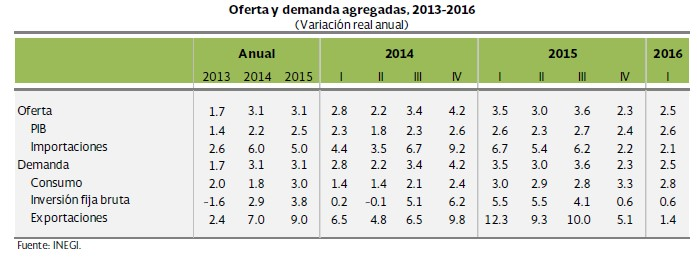 Oferta y demanda agregadas, 2013-2016
(Variación real anual)
Anual 2014 2015 2016
2013 2014 2015 I II III IV I II III IV I
Oferta 1.7 3.1 3.1 2.8 2.2 3.4 4.2 3.5 3.0 3.6 2.3 2.5
PIB 1.4 2.2 2.5 2.3 1.8 2.3 2.6 2.6 2.3 2.7 2.4 2.6
Importaciones 2.6 6.0 5.0 4.4 3.5 6.7 9.2 6.7 5.4 6.2 2.2 2.1
Demanda 1.7 3.1 3.1 2.8 2.2 3.4 4.2 3.5 3.0 3.6 2.3 2.5
Consumo 2.0 1.8 3.0 1.4 1.4 2.1 2.4 3.0 2.9 2.8 3.3 2.8
Inversión fija bruta -1.6 2.9 3.8 0.2 -0.1 5.1 6.2 5.5 5.5 4.1 0.6 0.6
Exportaciones 2.4 7.0 9.0 6.5 4.8 6.5 9.8 12.3 9.3 10.0 5.1 1.4
Fuente: INEGI.